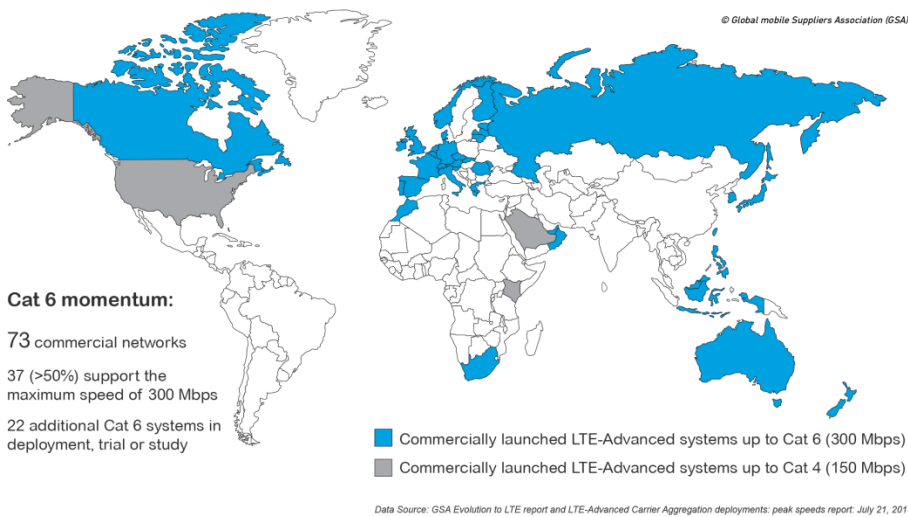 © Global mobile Suppliers Association (GSA)
Cat 6 momentum:
73 commercial networks
37 (>50%) support the
maximum speed of 300 Mbps
22 additional Cat 6 systems in
deployment, trial or study
Commercially launched LTE-Advanced systems up to Cat 6 (300 Mbps)
Commercially launched LTE-Advanced systems up to Cat 4 (150 Mbps)
Data Source: GSA Evolution to LTE report and LTE-Advanced Carrier Aggregation deployments: peak speeds report: July 21,